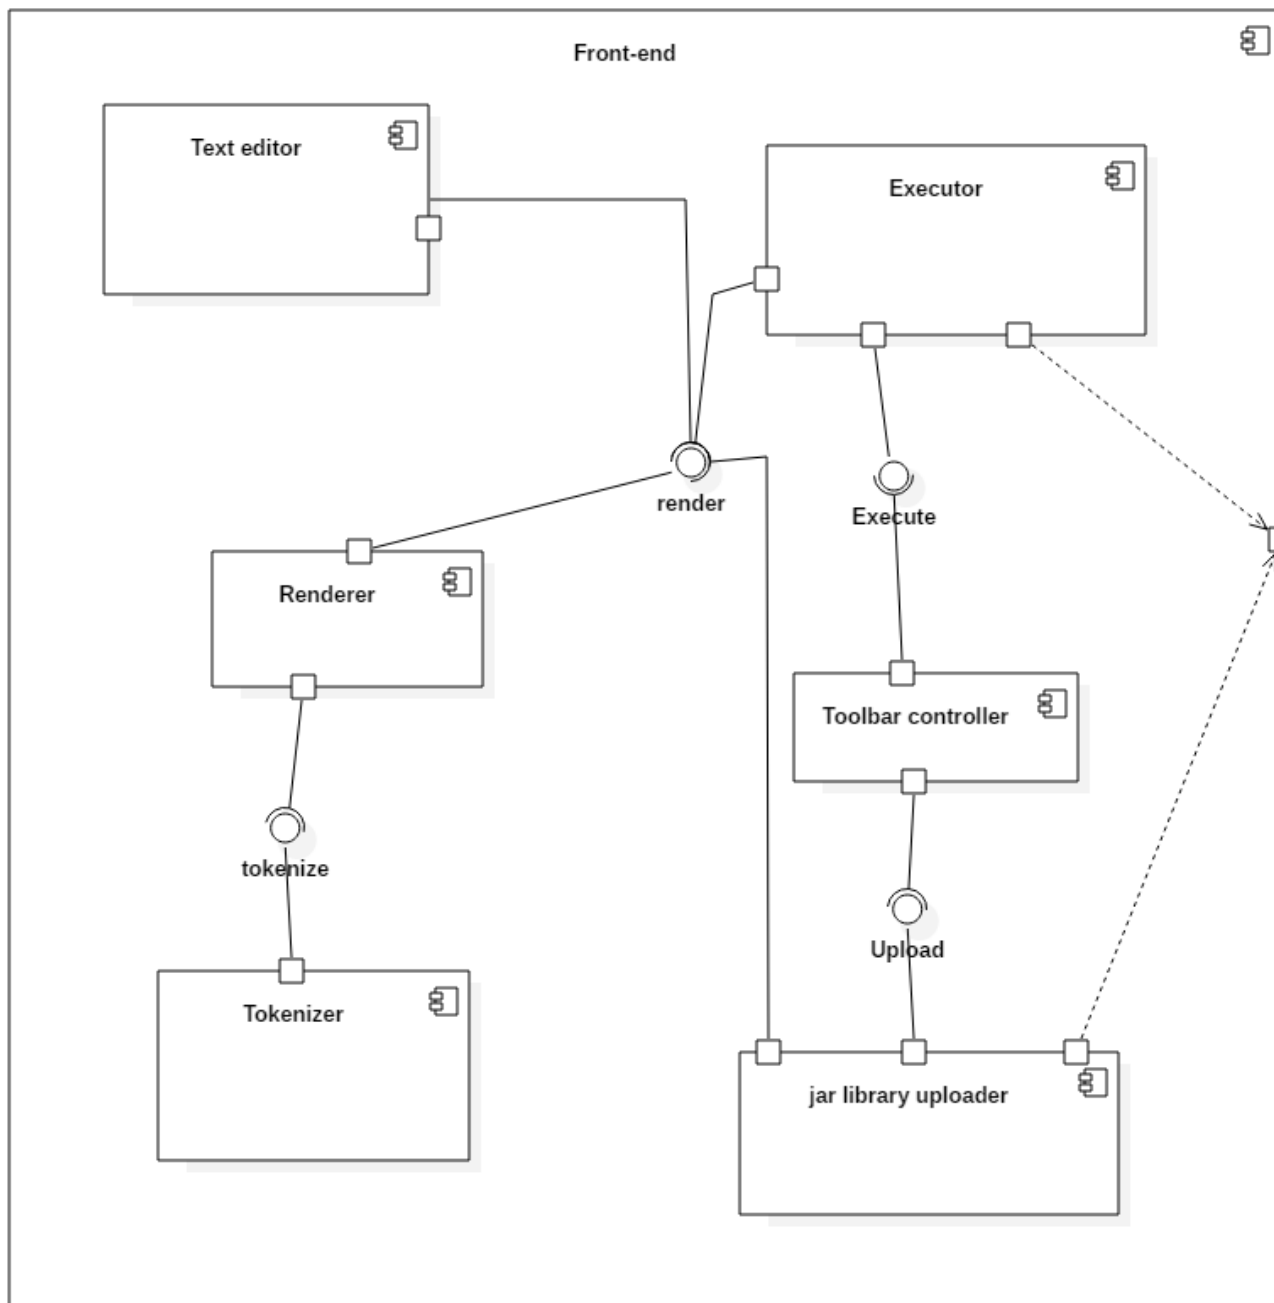 Front-end
Text editor
Executor
render
Execute
Renderer
Toolbar controller
tokenize
Upload
Tokenizer
jar library uploader